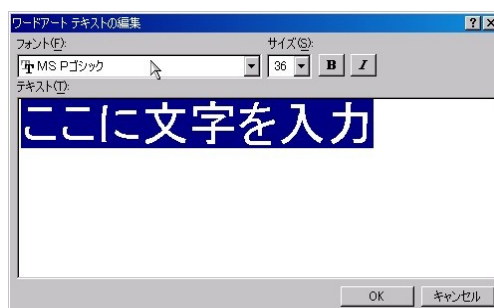 ワードアート テキストの編集
フォント(F): サイズ(S):
MS Pゴシック 36 B I
テキスト(T):
ここに文字を入力
OK キャンセル